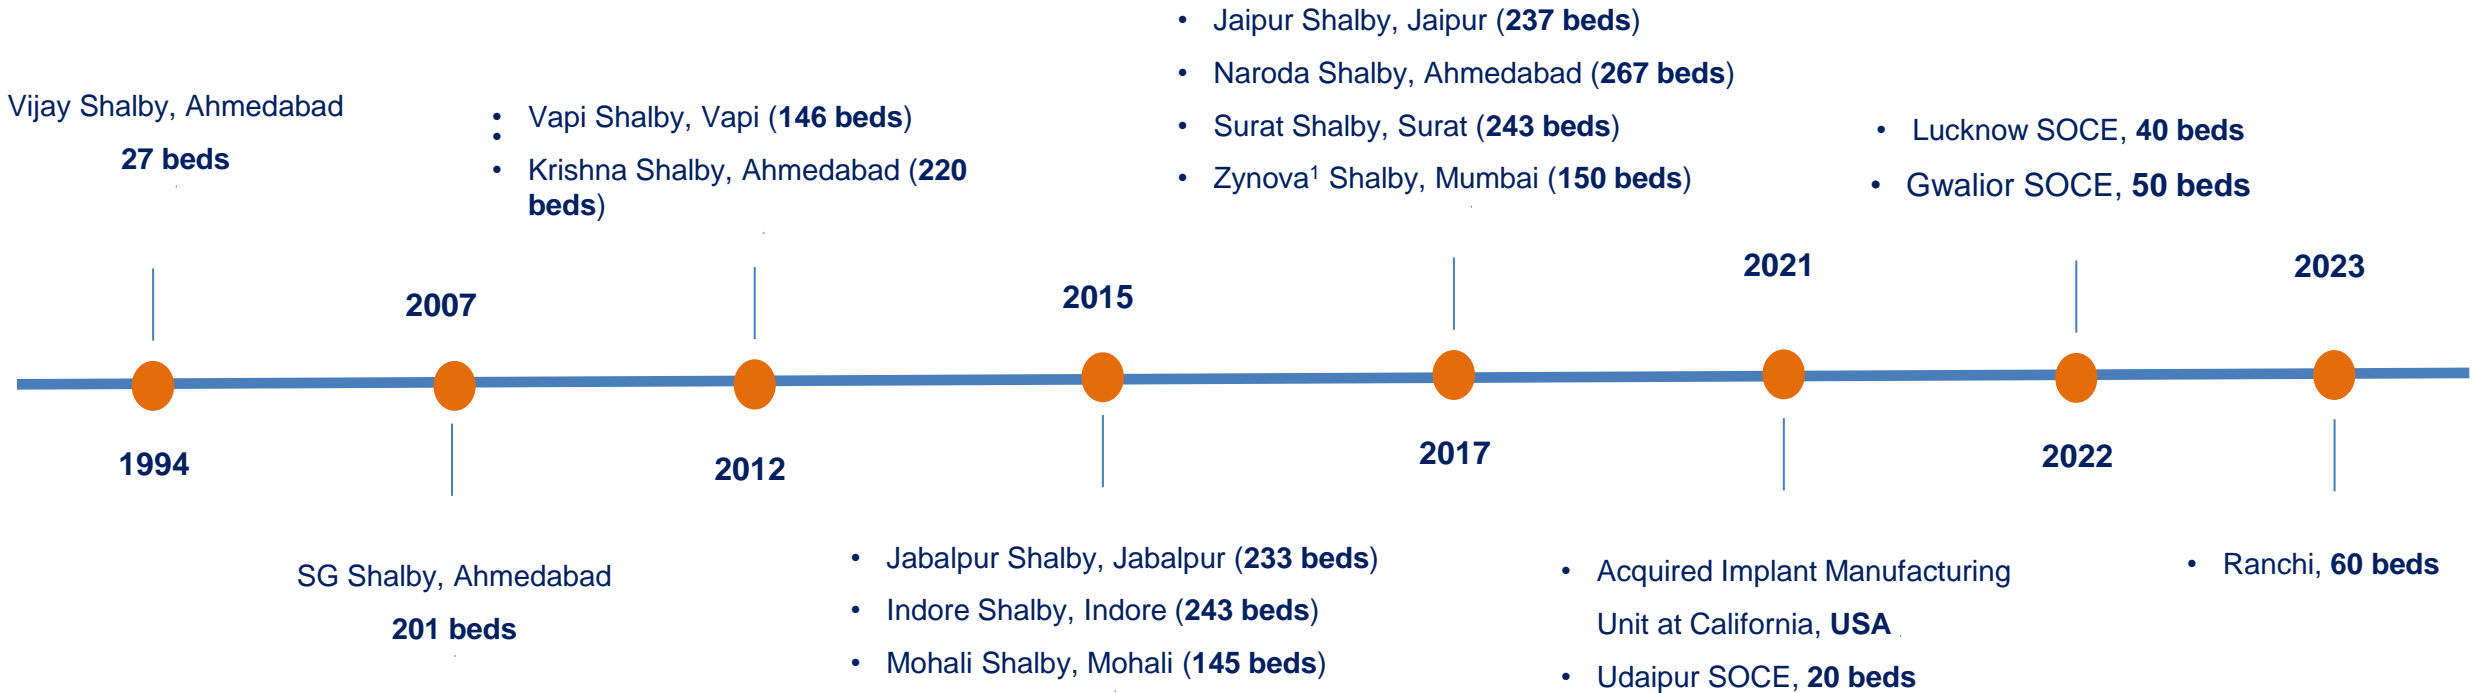 Vijay Shalby, Ahmedabad
27 beds
1994
2007
SG Shalby, Ahmedabad
201 beds
• Vapi Shalby, Vapi (146 beds)
•
• Krishna Shalby, Ahmedabad (220
beds)
2012
2015
• Jabalpur Shalby, Jabalpur (233 beds)
• Indore Shalby, Indore (243 beds)
• Mohali Shalby, Mohali (145 beds)
• Jaipur Shalby, Jaipur (237 beds)
• Naroda Shalby, Ahmedabad (267 beds)
• Surat Shalby, Surat (243 beds)
• Zynova¹ Shalby, Mumbai (150 beds)
2017
2021
• Acquired Implant Manufacturing
Unit at California, USA
• Udaipur SOCE, 20 beds
• Lucknow SOCE, 40 beds
• Gwalior SOCE, 50 beds
2022
2023
• Ranchi, 60 beds